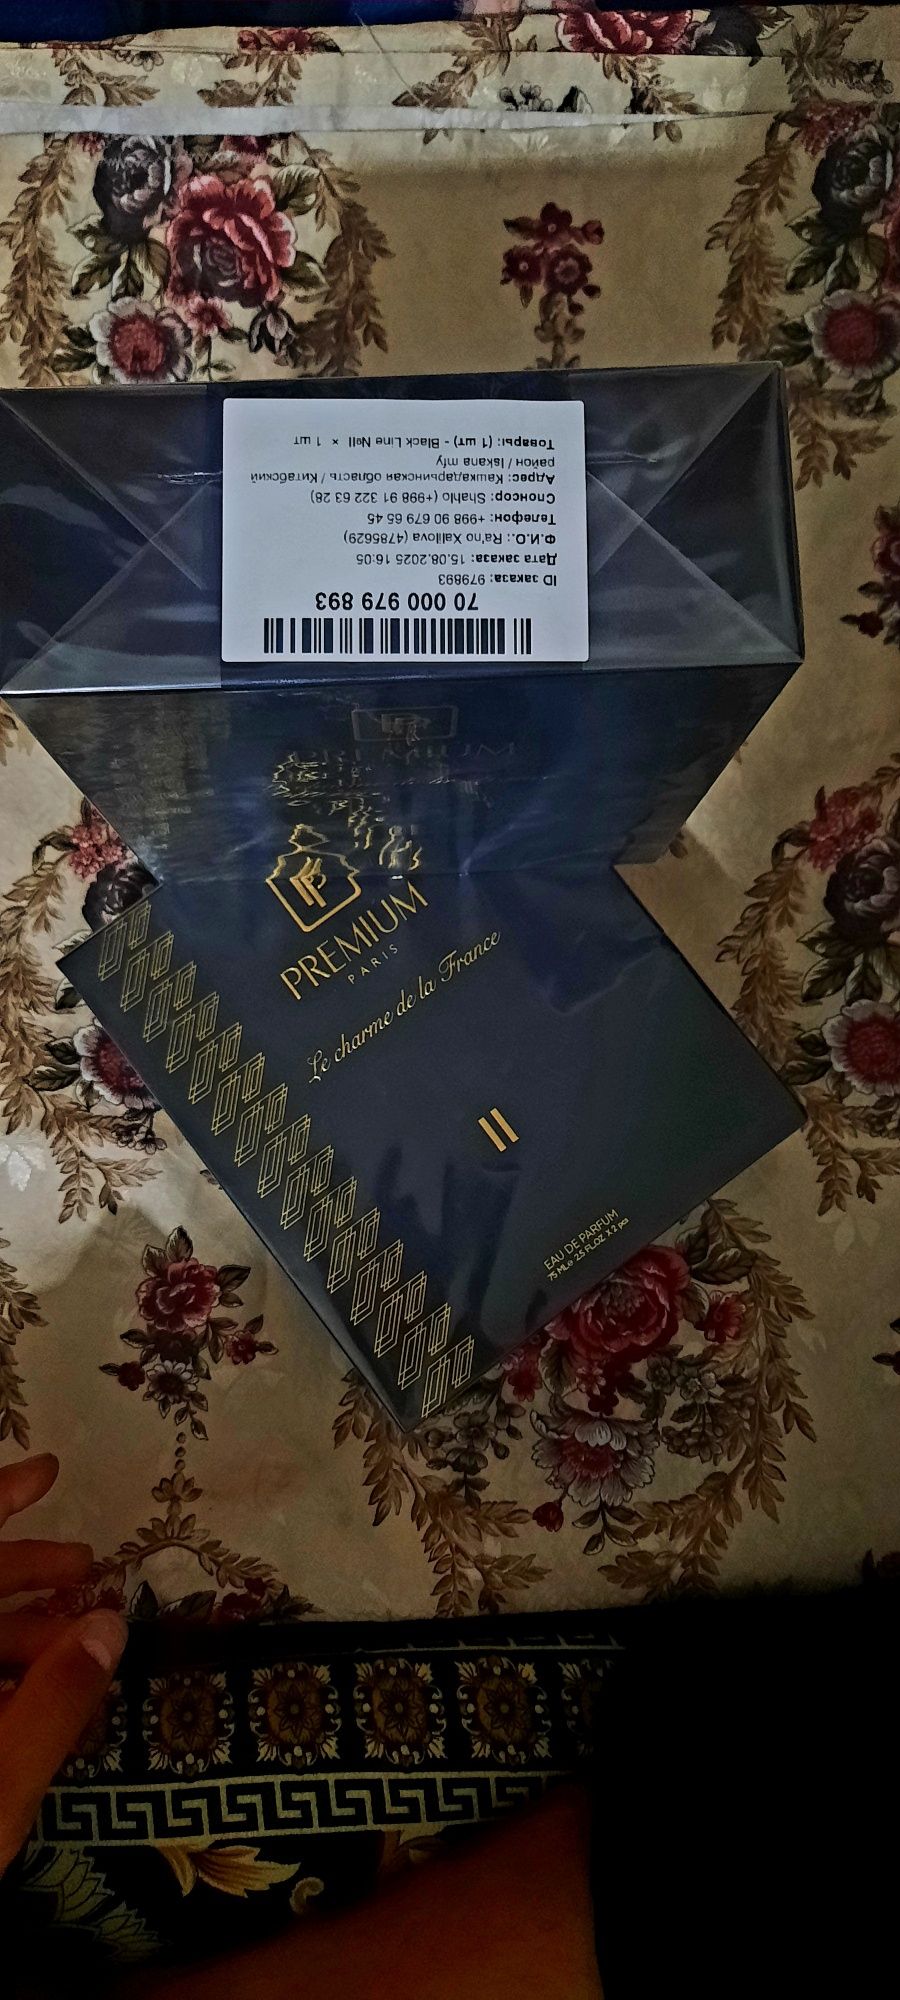 70 000 979 893
ID заказа: 979893
Дата заказа: 15.08.2025 16:05
Ф.И.О.: Ra'no Xalilova (4785629)
Телефон: +998 90 679 65 45
Спонсор: Shahlo (+998 91 322 63 28)
Адрес: Кашкадарьинская область / Китабский
район / Iskana mfy
Товары: (1 шт) - Black Line №II × 1 шт
PREMIUM
PREMIUM
PARIS
Le charme de la France
II
EAU DE PARFUM
75 MLe 2.5 FL.OZ X 2 pcs